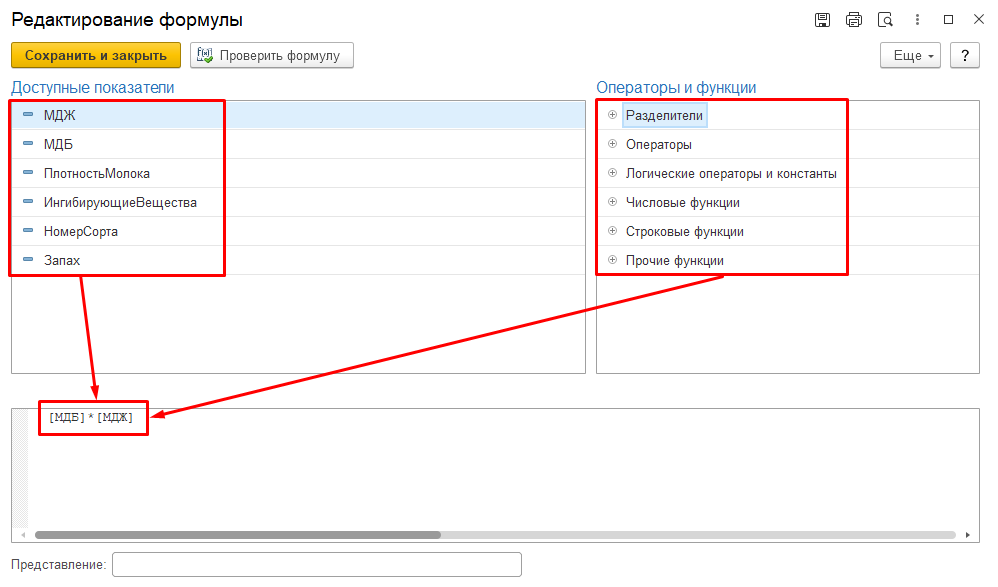 Редактирование формулы
Сохранить и закрыть
Проверить формулу
Еще
?
Доступные показатели
МДЖ
МДБ
ПлотностьМолока
ИнгибирующиеВещества
НомерСорта
Запах
Операторы и функции
Разделители
Операторы
Логические операторы и константы
Числовые функции
Строковые функции
Прочие функции
[МДБ]*[МДЖ]
Представление: